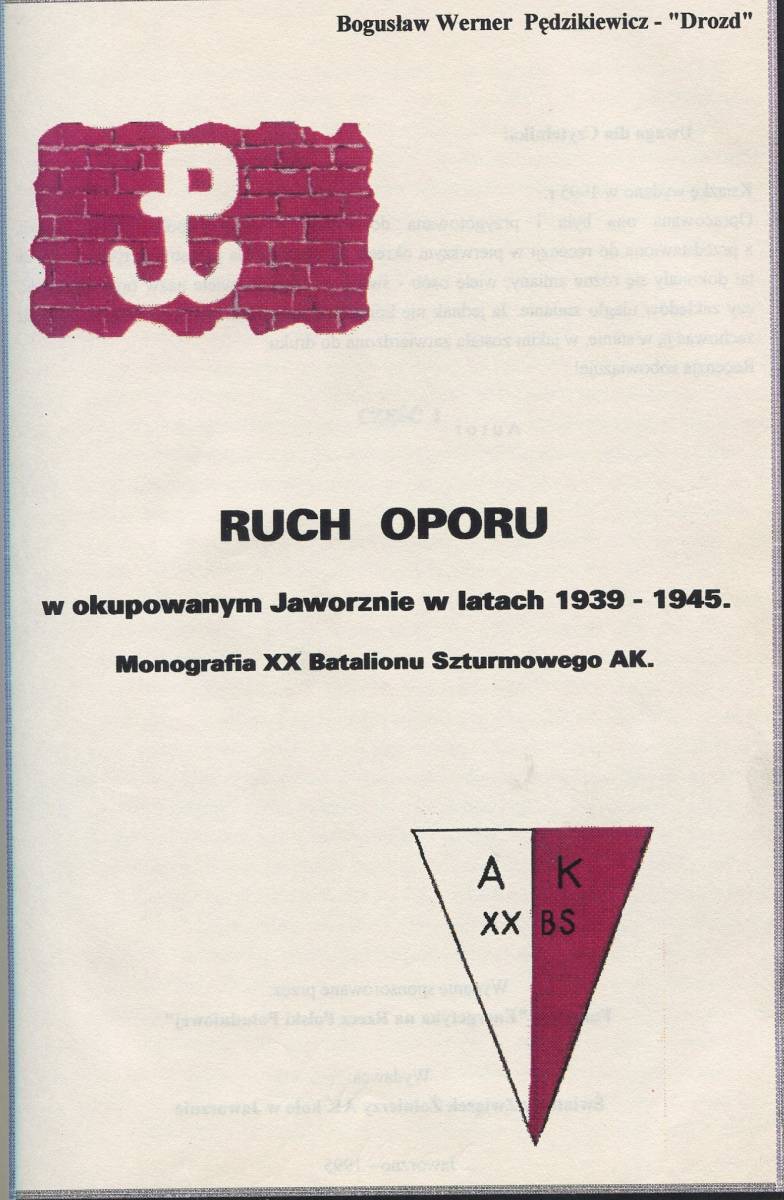 Bogusław Werner Pędzikiewicz - "Drozd"
RUCH OPORU
w okupowanym Jaworznie w latach 1939 - 1945.
Monografia XX Batalionu Szturmowego AK.
A K
XX BS